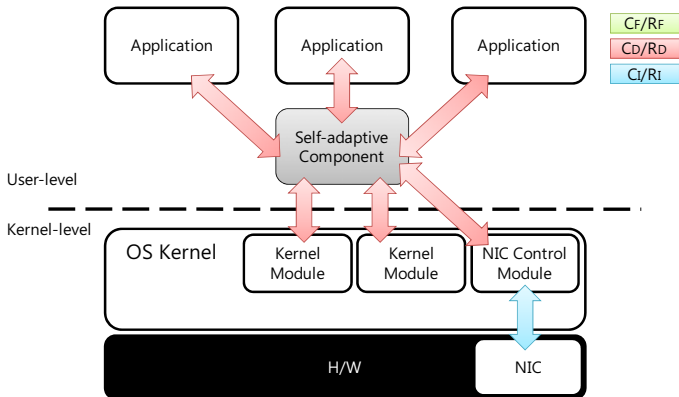 Application
Application
Application
CF/RF
CD/RD
CI/RI
Self-adaptive
Component
User-level
Kernel-level
OS Kernel
Kernel
Module
Kernel
Module
NIC Control
Module
H/W
NIC